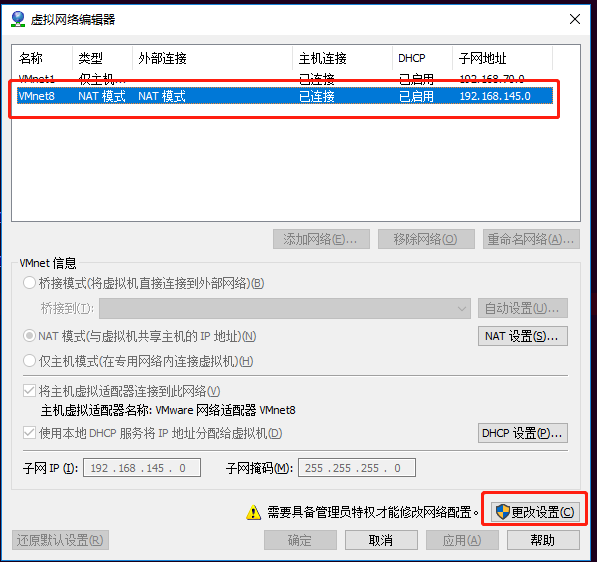 虚拟网络编辑器
名称 类型 外部连接 主机连接 DHCP 子网地址
VMnet1 仅主机... 已连接 已启用 192.168.70.0
VMnet8 NAT 模式 NAT 模式 已连接 已启用 192.168.145.0
添加网络(E)... 移除网络(O) 重命名网络(A)...
VMnet 信息
桥接模式(将虚拟机直接连接到外部网络)(B)
桥接到(T): 自动设置(U)...
NAT 模式(与虚拟机共享主机的 IP 地址)(N) NAT 设置(S)...
仅主机模式(在专用网络内连接虚拟机)(H)
将主机虚拟适配器连接到此网络(V)
主机虚拟适配器名称: VMware 网络适配器 VMnet8
使用本地 DHCP 服务将 IP 地址分配给虚拟机(D) DHCP 设置(P)...
子网 IP (I): 192 .168 .145 . 0 子网掩码(M): 255 .255 .255 . 0
需要具备管理员特权才能修改网络配置。 更改设置(C)
还原默认设置(R) 确定 取消 应用(A) 帮助